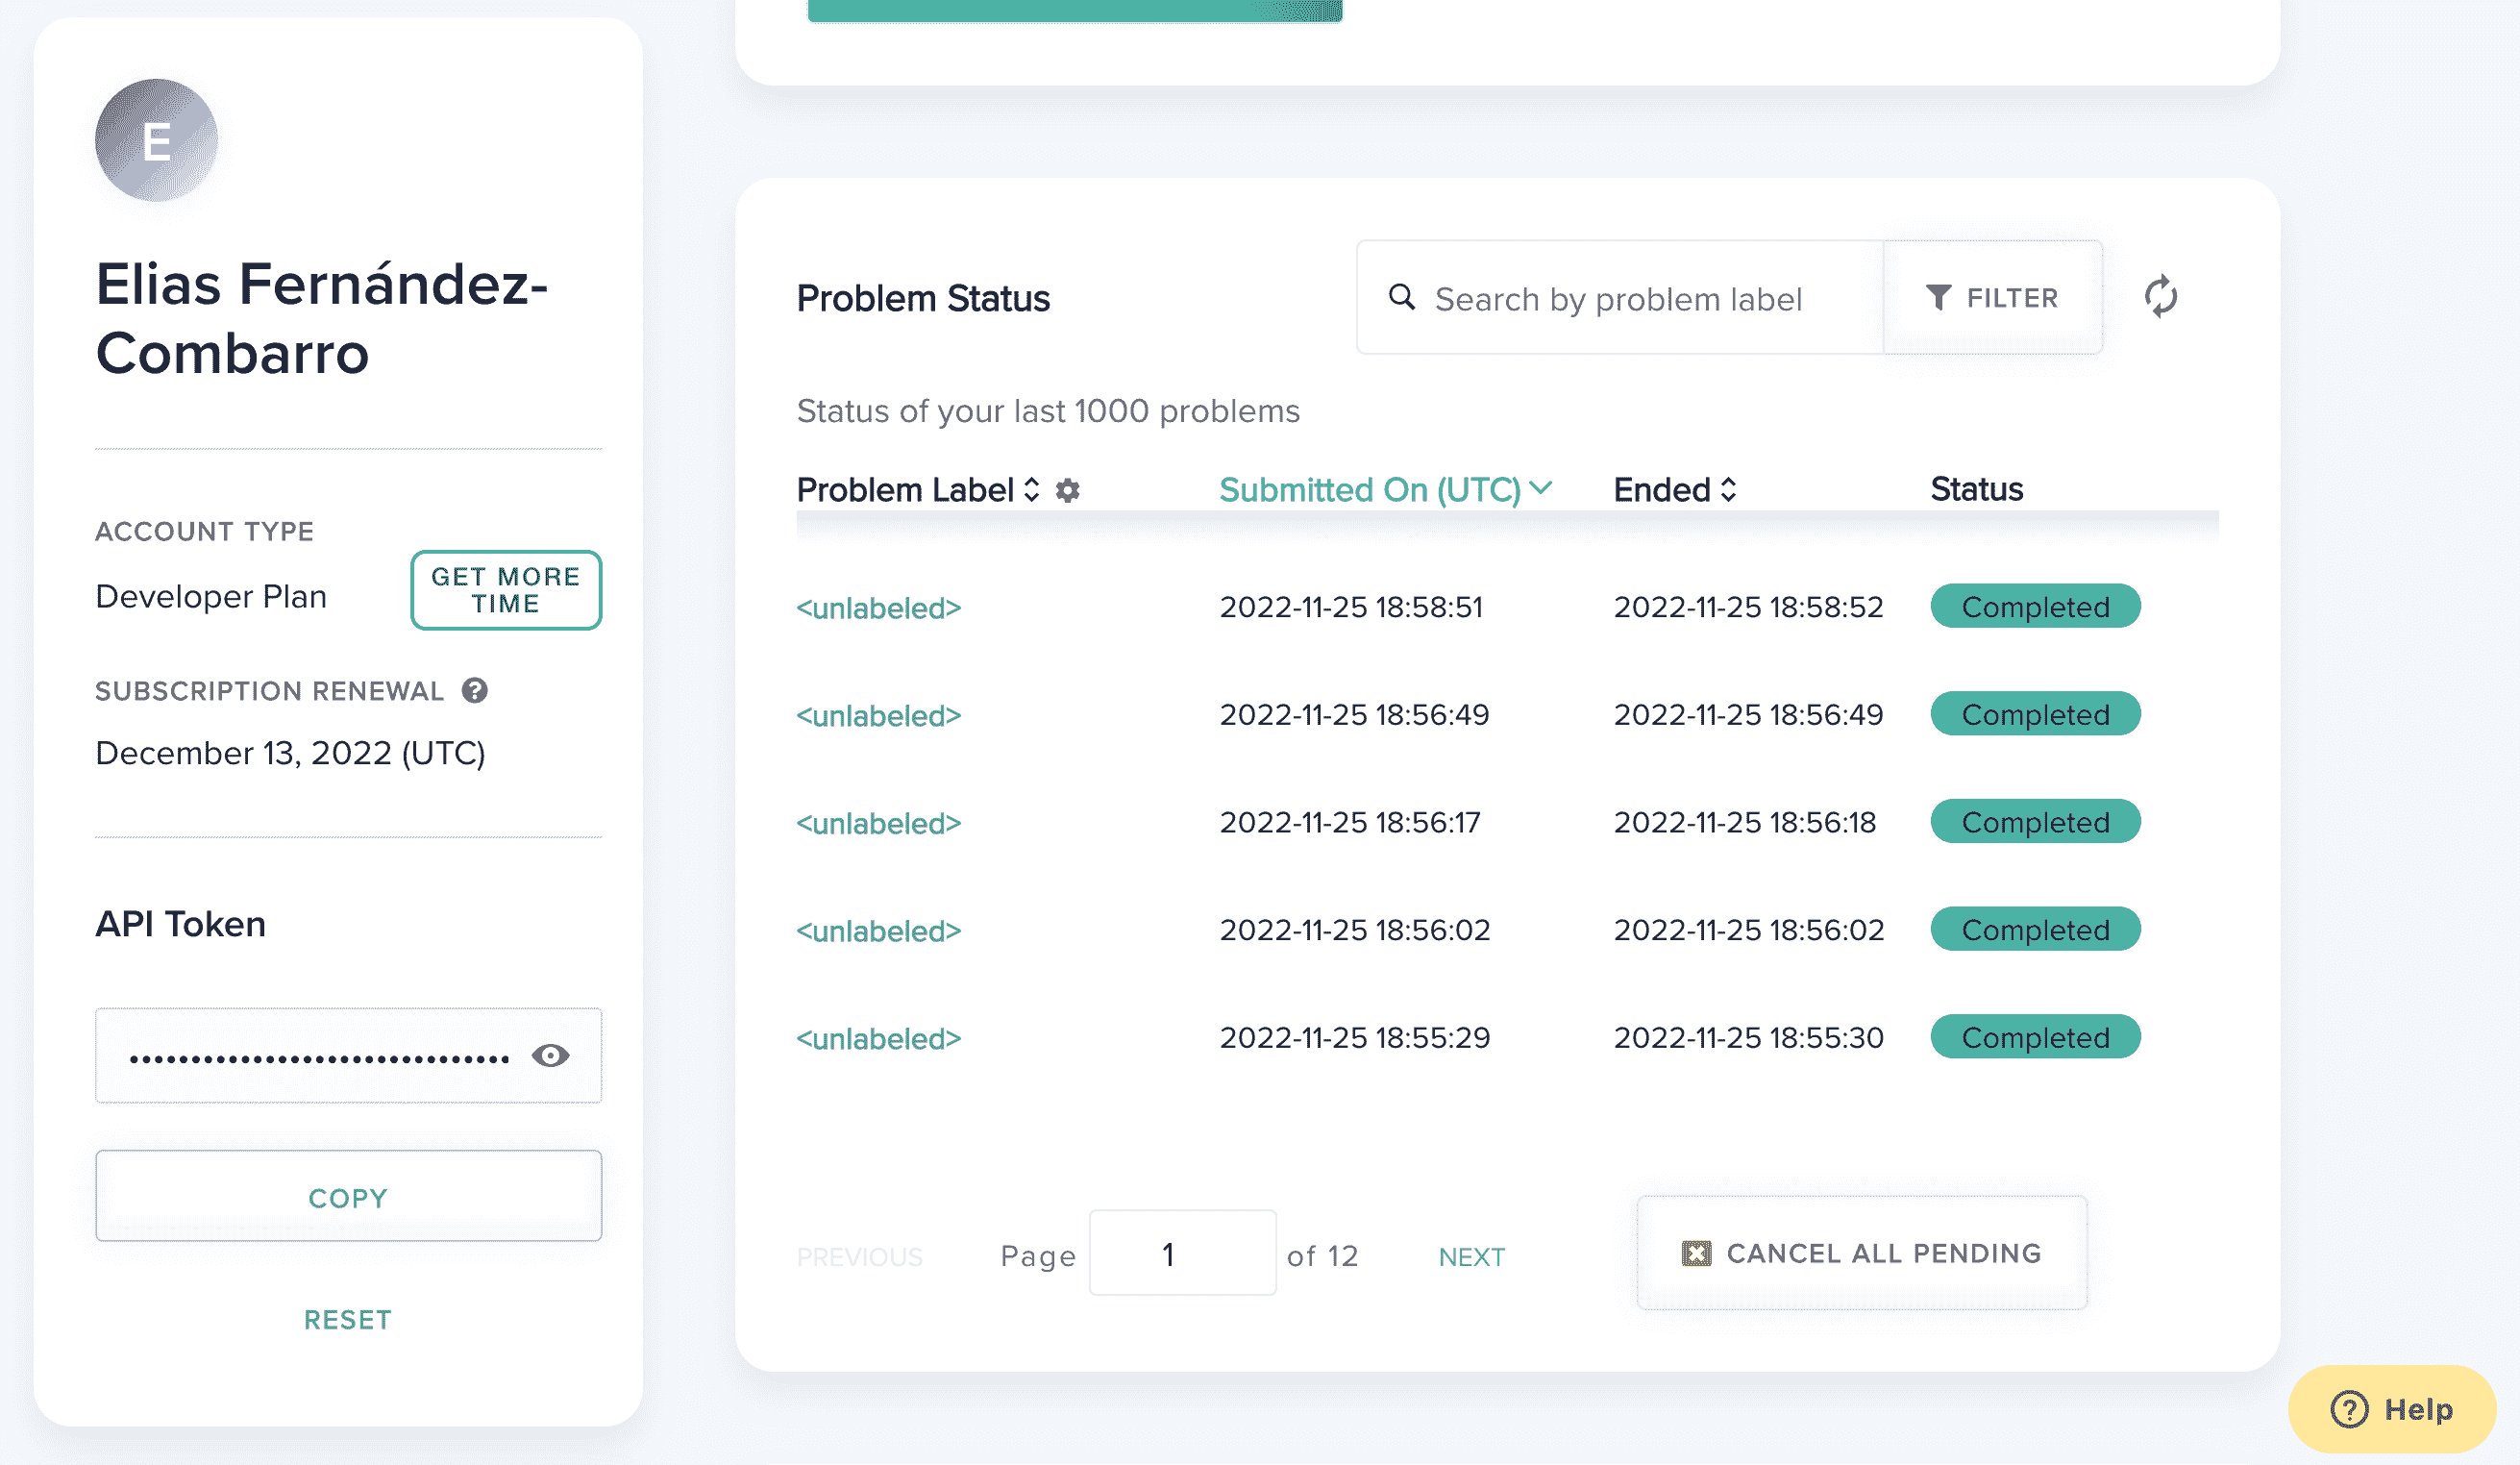 E
Elias Fernández-
Combarro
ACCOUNT TYPE
Developer Plan
GET MORE
TIME
SUBSCRIPTION RENEWAL ?
December 13, 2022 (UTC)
API Token
••••••••••••••••••••••••••••••
COPY
RESET
Problem Status
Search by problem label
FILTER
Status of your last 1000 problems
Problem Label Submitted On (UTC) Ended Status
<unlabeled> 2022-11-25 18:58:51 2022-11-25 18:58:52 Completed
<unlabeled> 2022-11-25 18:56:49 2022-11-25 18:56:49 Completed
<unlabeled> 2022-11-25 18:56:17 2022-11-25 18:56:18 Completed
<unlabeled> 2022-11-25 18:56:02 2022-11-25 18:56:02 Completed
<unlabeled> 2022-11-25 18:55:29 2022-11-25 18:55:30 Completed
PREVIOUS Page 1 of 12 NEXT CANCEL ALL PENDING
? Help